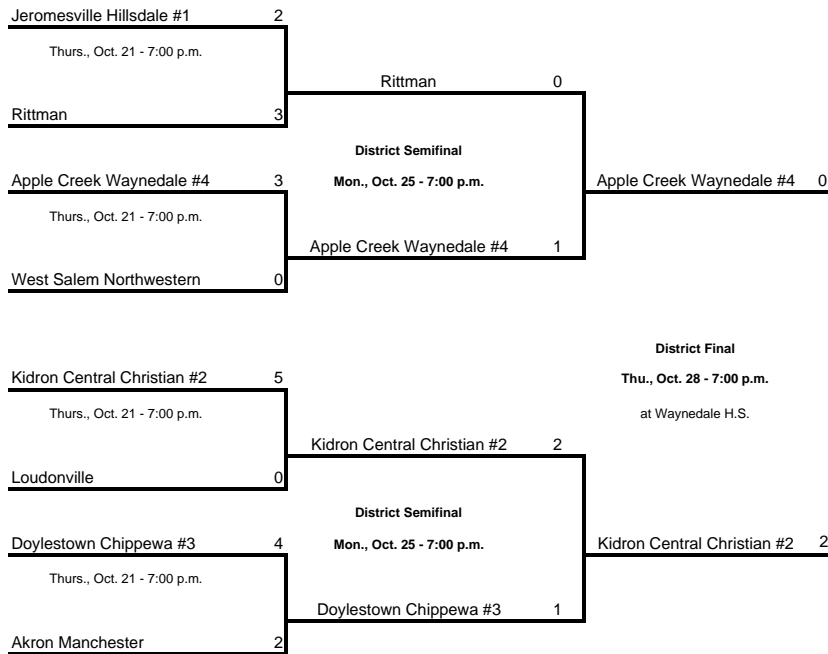 Jeromesville Hillsdale #1 2
Thurs., Oct. 21 - 7:00 p.m.
Rittman 0
Rittman 3
District Semifinal
Apple Creek Waynedale #4 3
Mon., Oct. 25 - 7:00 p.m.
Apple Creek Waynedale #4 0
Thurs., Oct. 21 - 7:00 p.m.
Apple Creek Waynedale #4 1
West Salem Northwestern 0
District Final
Kidron Central Christian #2 5
Thu., Oct. 28 - 7:00 p.m.
Thurs., Oct. 21 - 7:00 p.m.
at Waynedale H.S.
Kidron Central Christian #2 2
Loudonville 0
District Semifinal
Doylestown Chippewa #3 4
Mon., Oct. 25 - 7:00 p.m.
Kidron Central Christian #2 2
Thurs., Oct. 21 - 7:00 p.m.
Doylestown Chippewa #3 1
Akron Manchester 2